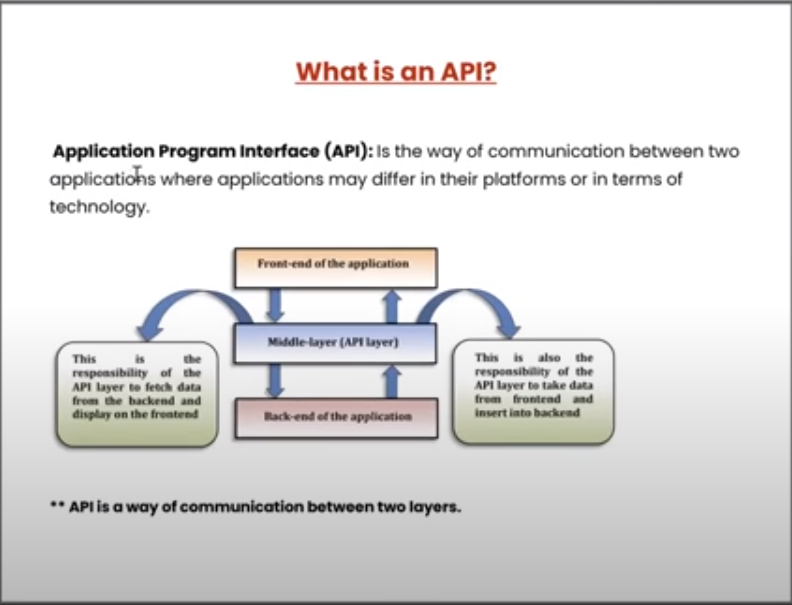 What is an API?
Application Program Interface (API): Is the way of communication between two
applications where applications may differ in their platforms or in terms of
technology.
Front-end of the application
Middle-layer (API layer)
Back-end of the application
This is the
responsibility of the
API layer to fetch data
from the backend and
display on the frontend
This is also the
responsibility of the
API layer to take data
from frontend and
insert into backend
** API is a way of communication between two layers.